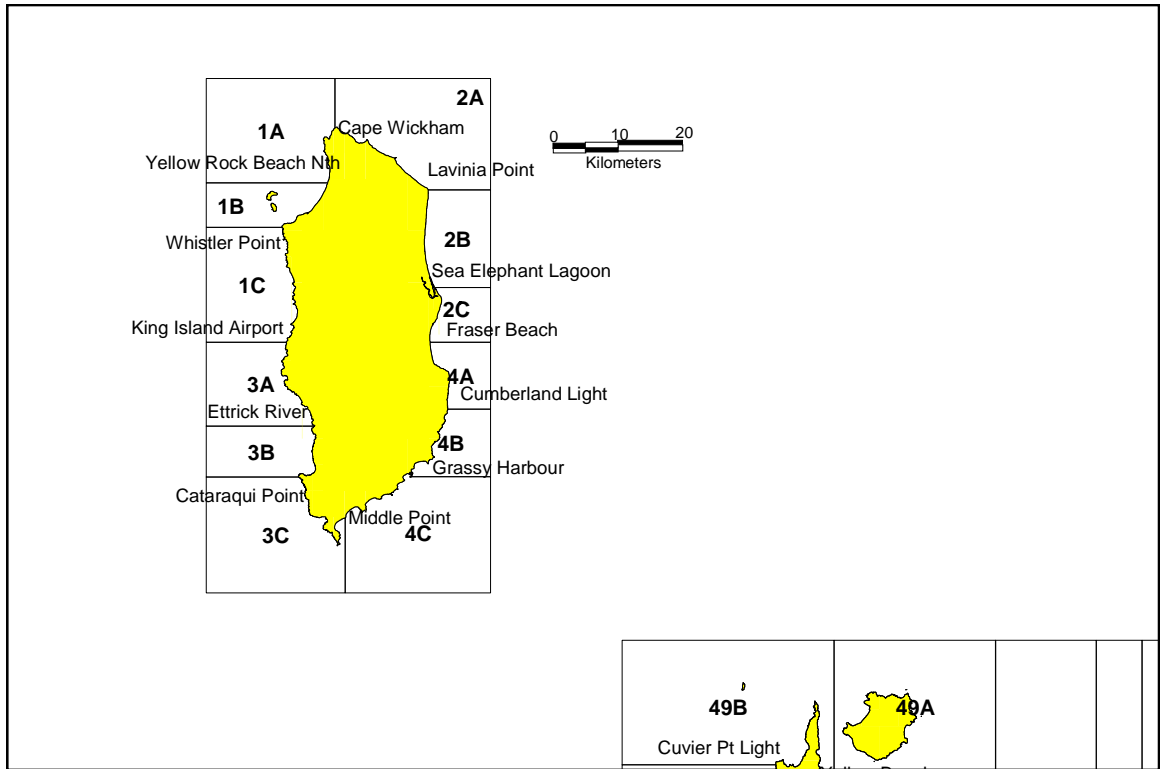 2A
1A
Cape Wickham
0 10 20
Kilometers
Yellow Rock Beach Nth
Lavinia Point
1B
Whistler Point
2B
Sea Elephant Lagoon
1C
2C
King Island Airport
Fraser Beach
3A
4A
Cumberland Light
Ettrick River
3B
4B
Grassy Harbour
Cataraqui Point
Middle Point
3C
4C
49B
49A
Cuvier Pt Light